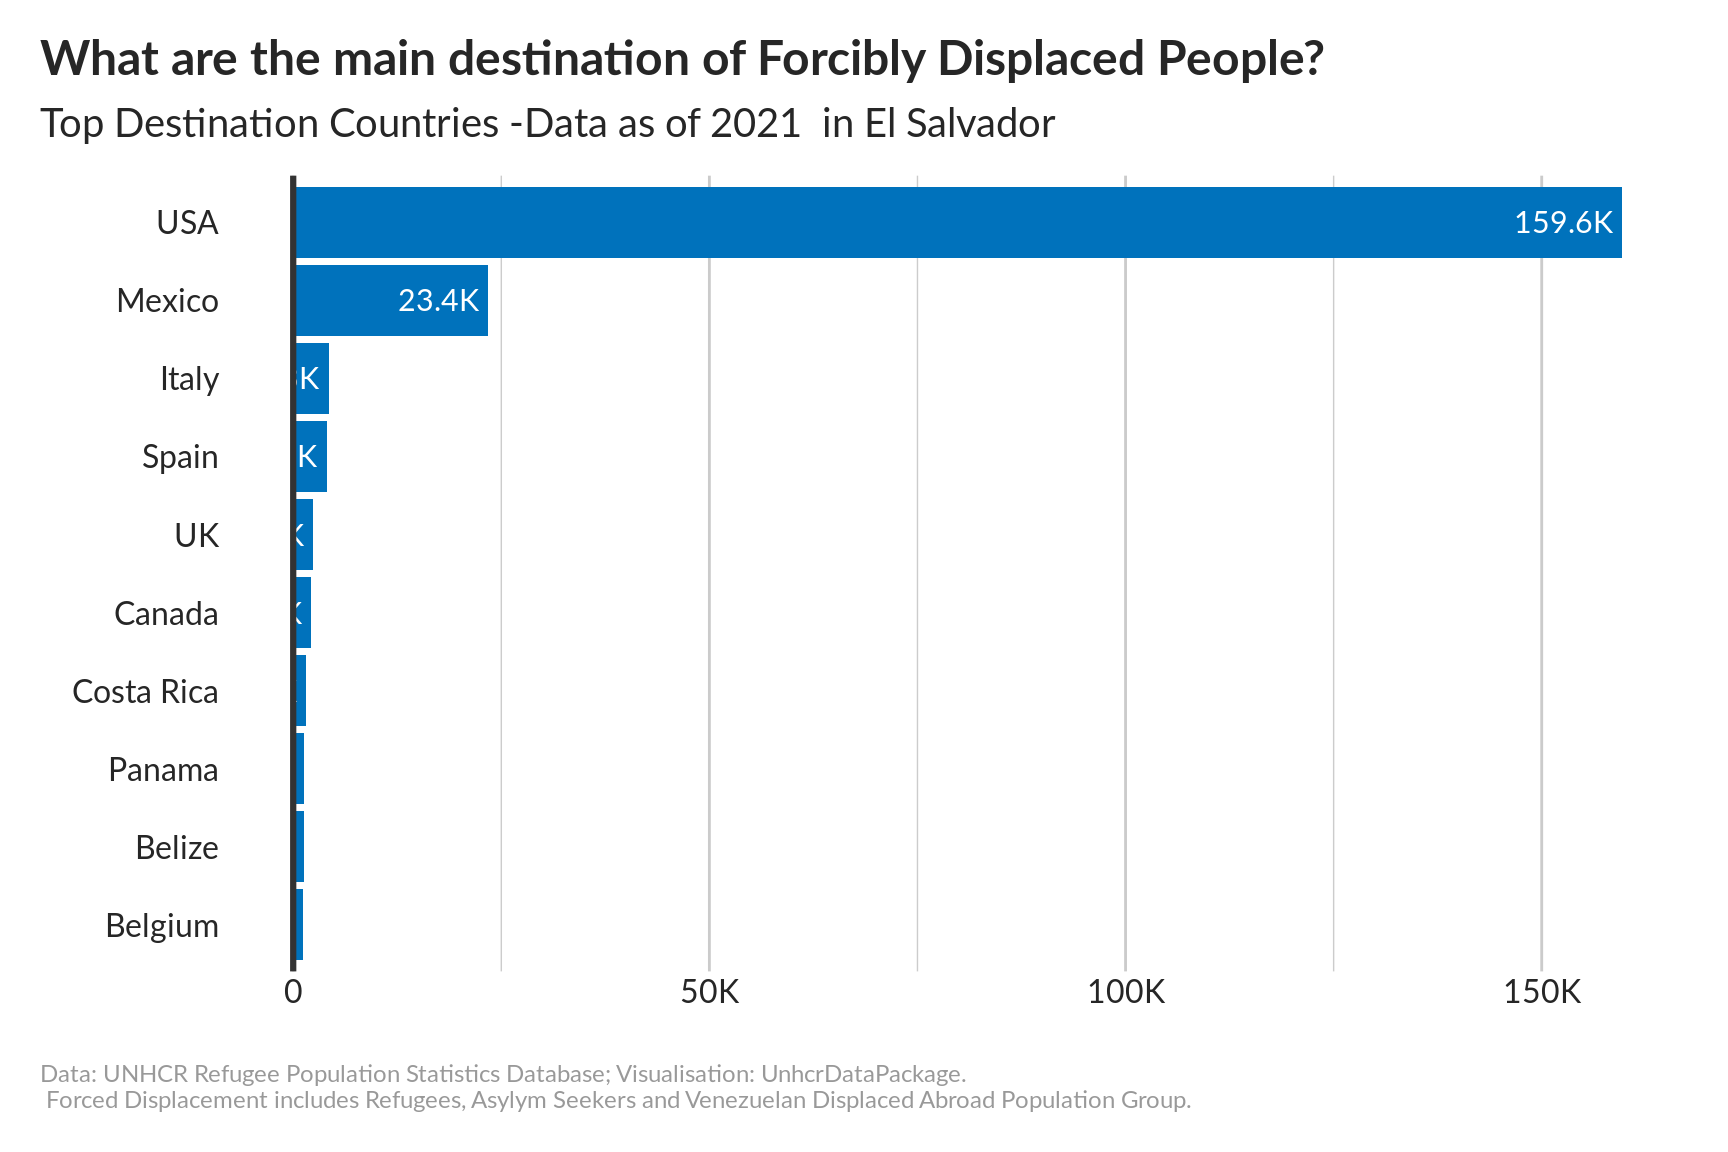 What are the main destination of Forcibly Displaced People?
Top Destination Countries -Data as of 2021  in El Salvador
USA
159.6K
Mexico
23.4K
Italy
K
Spain
K
UK
K
Canada
K
Costa Rica
Panama
Belize
Belgium
0
50K
100K
150K
Data: UNHCR Refugee Population Statistics Database; Visualisation: UnhcrDataPackage.
Forced Displacement includes Refugees, Asylym Seekers and Venezuelan Displaced Abroad Population Group.